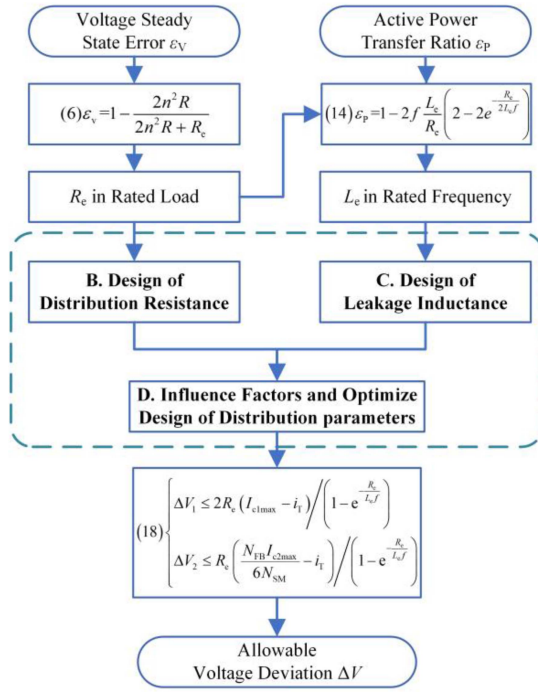 Voltage Steady
State Error εV
Active Power
Transfer Ratio εP
(6)εv=1−2n²R/(2n²R+Re)
(14)εP=1−2f Le/Re (2−2e^(−Re/(2Lef)))
Re in Rated Load
Le in Rated Frequency
B. Design of
Distribution Resistance
C. Design of
Leakage Inductance
D. Influence Factors and Optimize
Design of Distribution parameters
(18){ΔV1 ≤ 2Re(Ic1max − iT)/(1−e^(−Re/(Lef)))
ΔV2 ≤ Re(NFB Ic2max/(6NSM) − iT)/(1−e^(−Re/(Lef)))
Allowable
Voltage Deviation ΔV